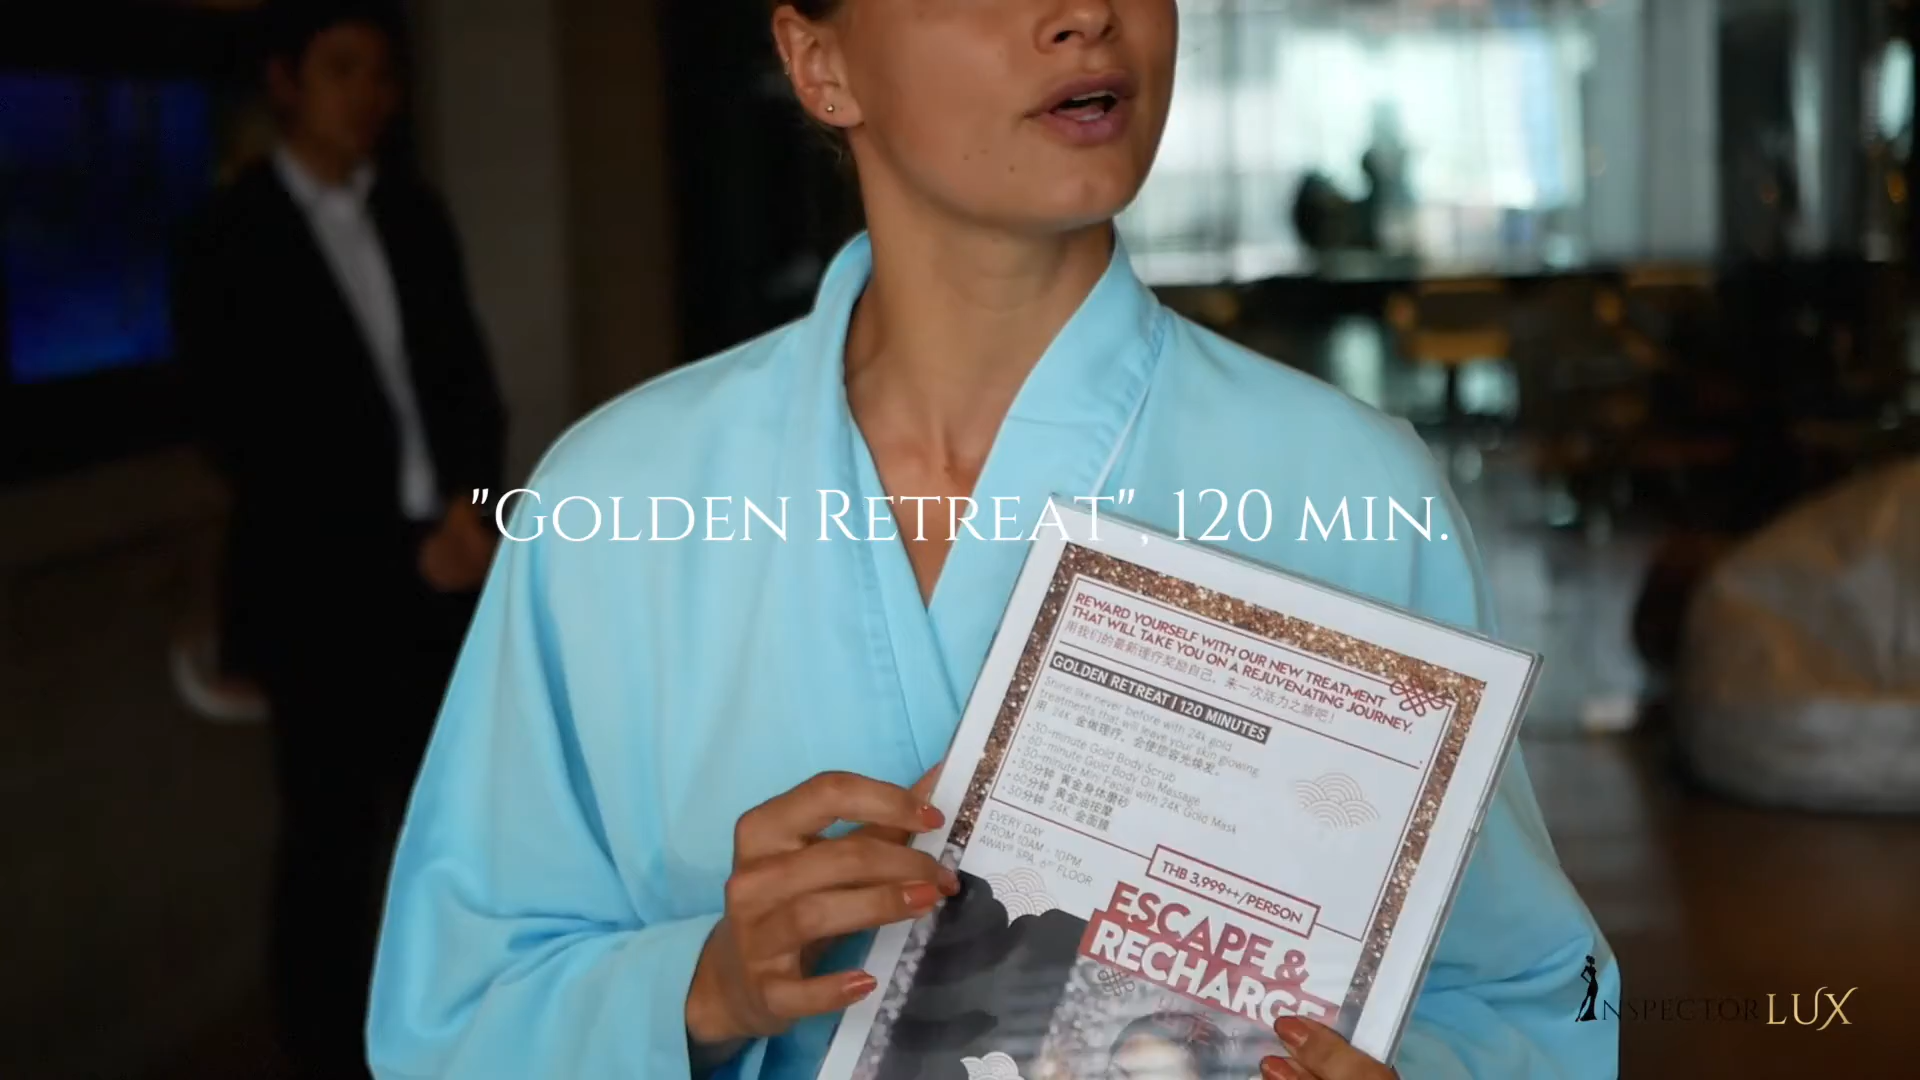 "Golden Retreat", 120 min.
REWARD YOURSELF WITH OUR NEW TREATMENT
THAT WILL TAKE YOU ON A REJUVENATING JOURNEY.
用我们的最新理疗奖励自己，来一次活力之旅吧！
GOLDEN RETREAT | 120 MINUTES
Shine like never before with 24k gold
treatments that will leave your skin glowing.
用 24K 金做理疗，会使您容光焕发。
• 30-minute Gold Body Scrub
• 60-minute Gold Body Oil Massage
• 30-minute Mini Facial with 24K Gold Mask
• 30分钟 黄金身体磨砂
• 60分钟 黄金油按摩
• 30分钟 24K 金面膜
EVERY DAY
FROM 10AM - 10PM
AWAY® SPA, 6TH FLOOR
THB 3,999++/PERSON
ESCAPE &
RECHARGE
INSPECTOR LUX